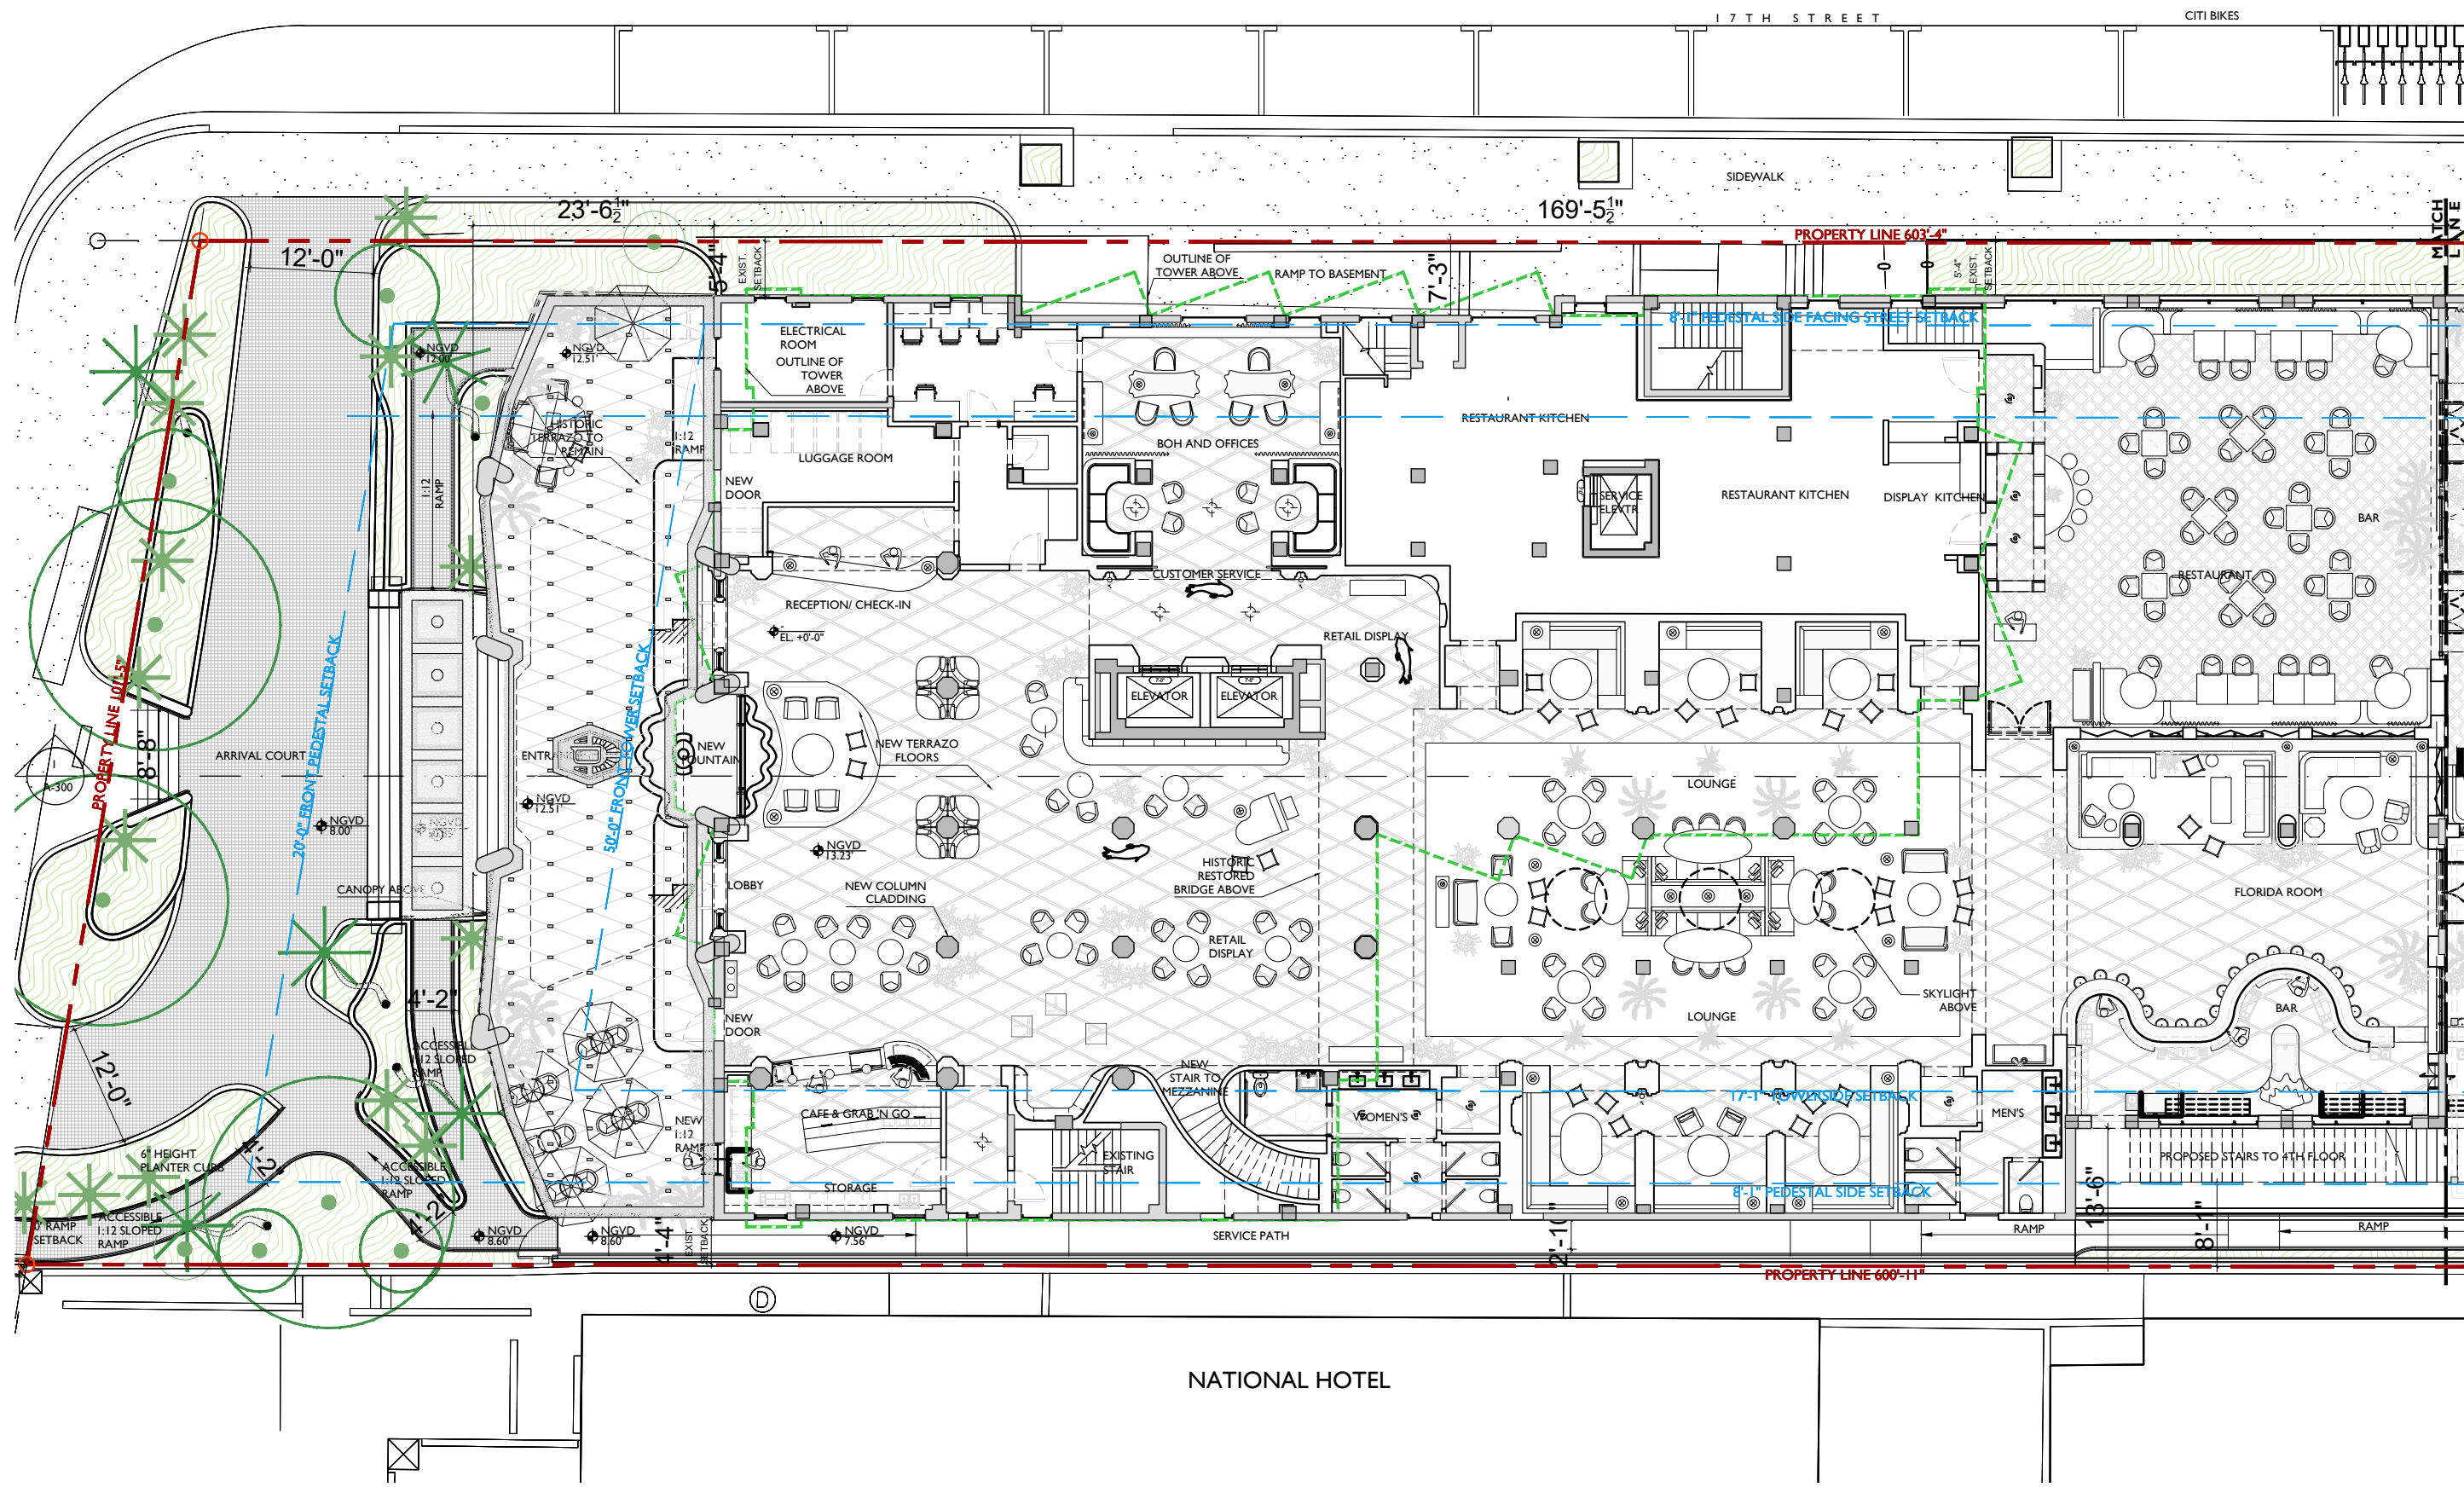 17TH STREET
CITI BIKES
SIDEWALK
MATCH
LINE
23'-6½"
169'-5½"
PROPERTY LINE 603'-4"
12'-0"
5'-4"
EXIST.
SETBACK
OUTLINE OF
TOWER ABOVE
RAMP TO BASEMENT
7'-3"
5'-4"
EXIST.
SETBACK
8'-1" PEDESTAL SIDE FACING STREET SETBACK
NGVD
12.00'
NGVD
12.51'
ELECTRICAL
ROOM
OUTLINE OF
TOWER
ABOVE
HISTORIC
TERRAZO TO
REMAIN
1:12
RAMP
1:12
RAMP
LUGGAGE ROOM
NEW
DOOR
BOH AND OFFICES
RESTAURANT KITCHEN
SERVICE
ELEVTR
RESTAURANT KITCHEN
DISPLAY KITCHEN
BAR
RESTAURANT
CUSTOMER SERVICE
RECEPTION/ CHECK-IN
EL. +0'-0"
RETAIL DISPLAY
ELEVATOR
ELEVATOR
PROPERTY LINE 107'-5"
20'-0" FRONT PEDESTAL SETBACK
50'-0" FRONT TOWER SETBACK
8'-8"
A-300
ARRIVAL COURT
NEW
FOUNTAIN
NEW TERRAZO
FLOORS
LOUNGE
NGVD
12.51'
NGVD
8.00'
NGVD
NGVD
13.23'
CANOPY ABOVE
LOBBY
NEW COLUMN
CLADDING
HISTORIC
RESTORED
BRIDGE ABOVE
FLORIDA ROOM
RETAIL
DISPLAY
SKYLIGHT
ABOVE
LOUNGE
BAR
4'-2"
NEW
DOOR
ACCESSIBLE
1:12 SLOPED
RAMP
12'-0"
NEW
STAIR TO
MEZZANINE
17'-1" TOWERSIDE SETBACK
CAFE & GRAB 'N GO
WOMEN'S
MEN'S
NEW
1:12
RAMP
6" HEIGHT
PLANTER CURB
4'-2"
ACCESSIBLE
1:12 SLOPED
RAMP
EXISTING
STAIR
STORAGE
PROPOSED STAIRS TO 4TH FLOOR
8'-1" PEDESTAL SIDE SETBACK
13'-6"
8'-1"
4'-2"
RAMP
SETBACK
ACCESSIBLE
1:12 SLOPED
RAMP
NGVD
8.60'
NGVD
8.60'
4'-4"
EXIST.
SETBACK
NGVD
7.56'
SERVICE PATH
RAMP
RAMP
PROPERTY LINE 600'-11"
D
NATIONAL HOTEL